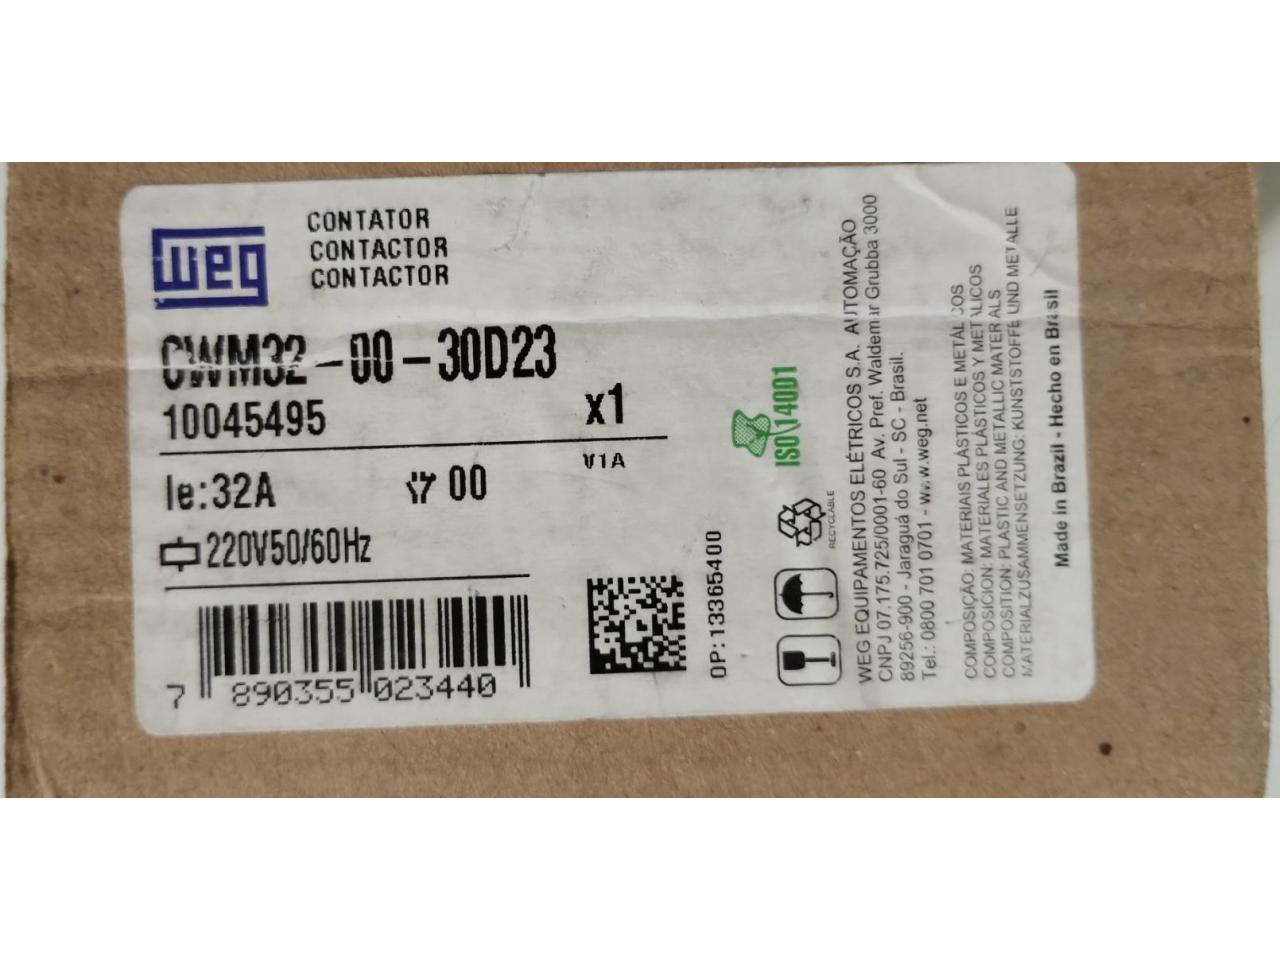 weg
CONTATOR
CONTACTOR
CONTACTOR
CWM32-00-30D23
10045495
x1
V1A
Ie:32A
00
220V50/60Hz
7 890355 023440
OP:13365400
ISO\14001
RECYCLABLE
WEG EQUIPAMENTOS ELÉTRICOS S.A. AUTOMAÇÃO
CNPJ 07.175.725/0001-60 Av. Pref. Waldemar Grubba 3000
89256-900 - Jaraguá do Sul - SC - Brasil.
Tel.: 0800 701 0701 - www.weg.net
COMPOSIÇÃO: MATERIAIS PLÁSTICOS E METÁLICOS
COMPOSICION: MATERIALES PLÁSTICOS Y METÁLICOS
COMPOSITION: PLASTIC AND METALLIC MATERIALS
MATERIALZUSAMMENSETZUNG: KUNSTSTOFFE UND METALLE
Made in Brazil - Hecho en Brasil